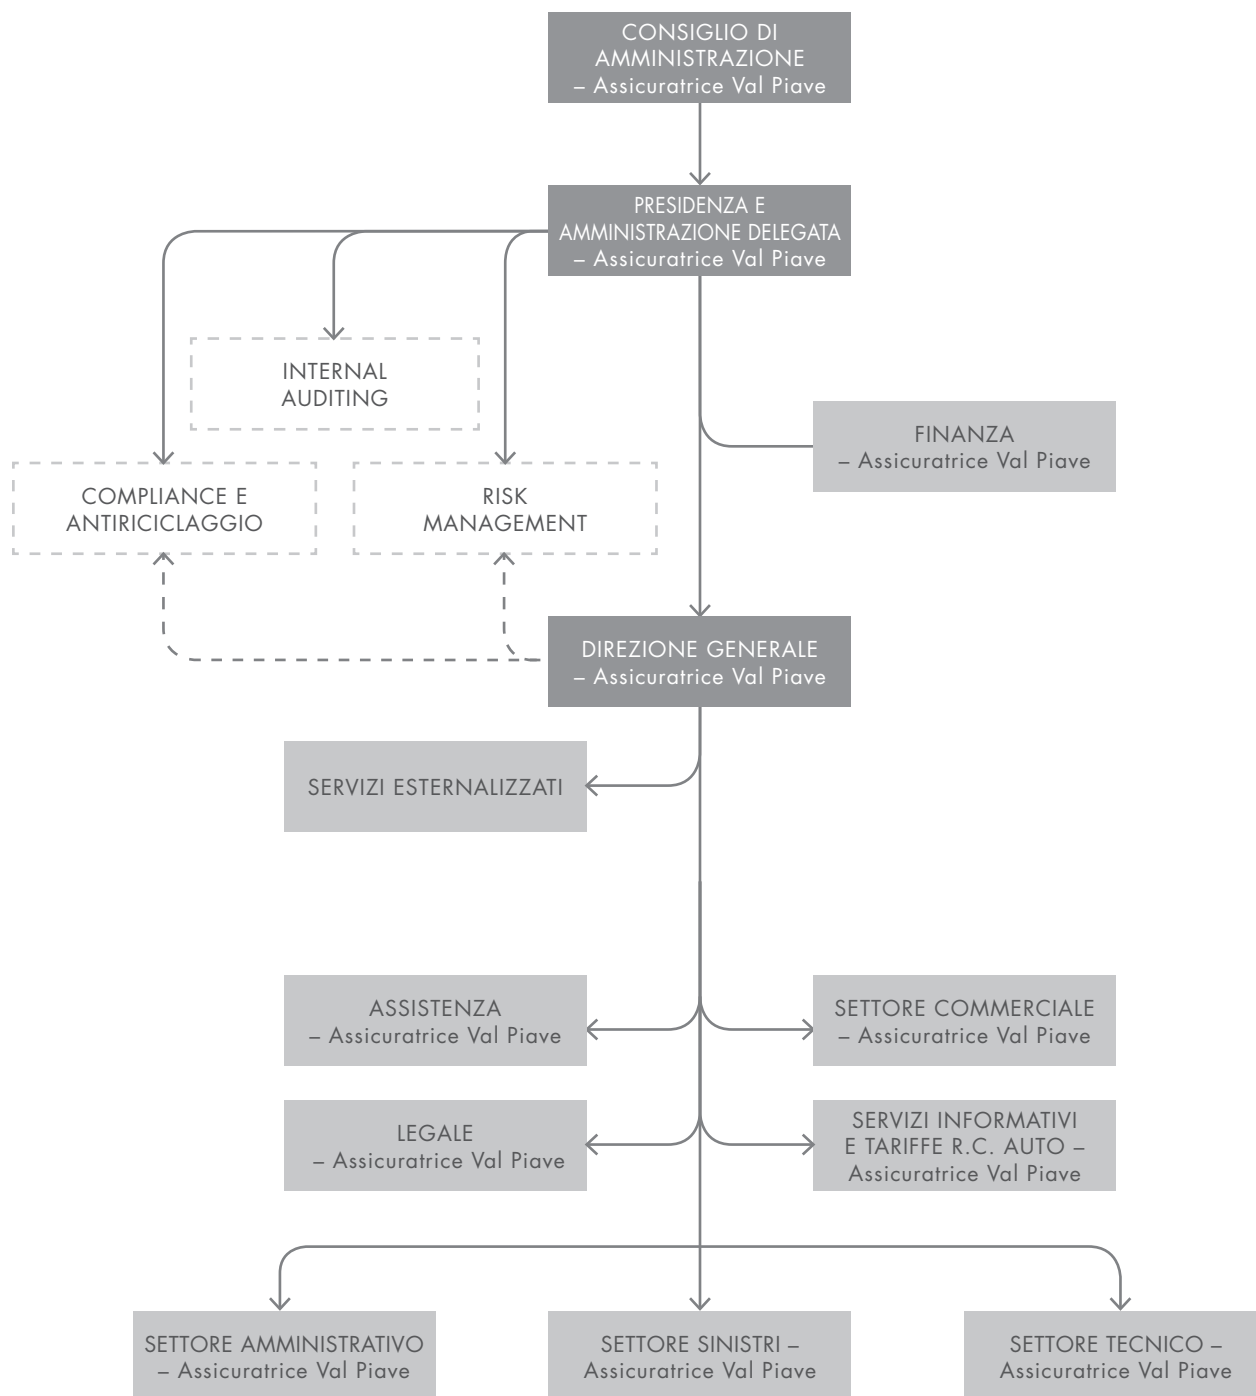 CONSIGLIO DI
AMMINISTRAZIONE
– Assicuratrice Val Piave
PRESIDENZA E
AMMINISTRAZIONE DELEGATA
– Assicuratrice Val Piave
INTERNAL
AUDITING
FINANZA
– Assicuratrice Val Piave
COMPLIANCE E
ANTIRICICLAGGIO
RISK
MANAGEMENT
DIREZIONE GENERALE
– Assicuratrice Val Piave
SERVIZI ESTERNALIZZATI
ASSISTENZA
– Assicuratrice Val Piave
SETTORE COMMERCIALE
– Assicuratrice Val Piave
LEGALE
– Assicuratrice Val Piave
SERVIZI INFORMATIVI
E TARIFFE R.C. AUTO –
Assicuratrice Val Piave
SETTORE AMMINISTRATIVO
– Assicuratrice Val Piave
SETTORE SINISTRI –
Assicuratrice Val Piave
SETTORE TECNICO –
Assicuratrice Val Piave